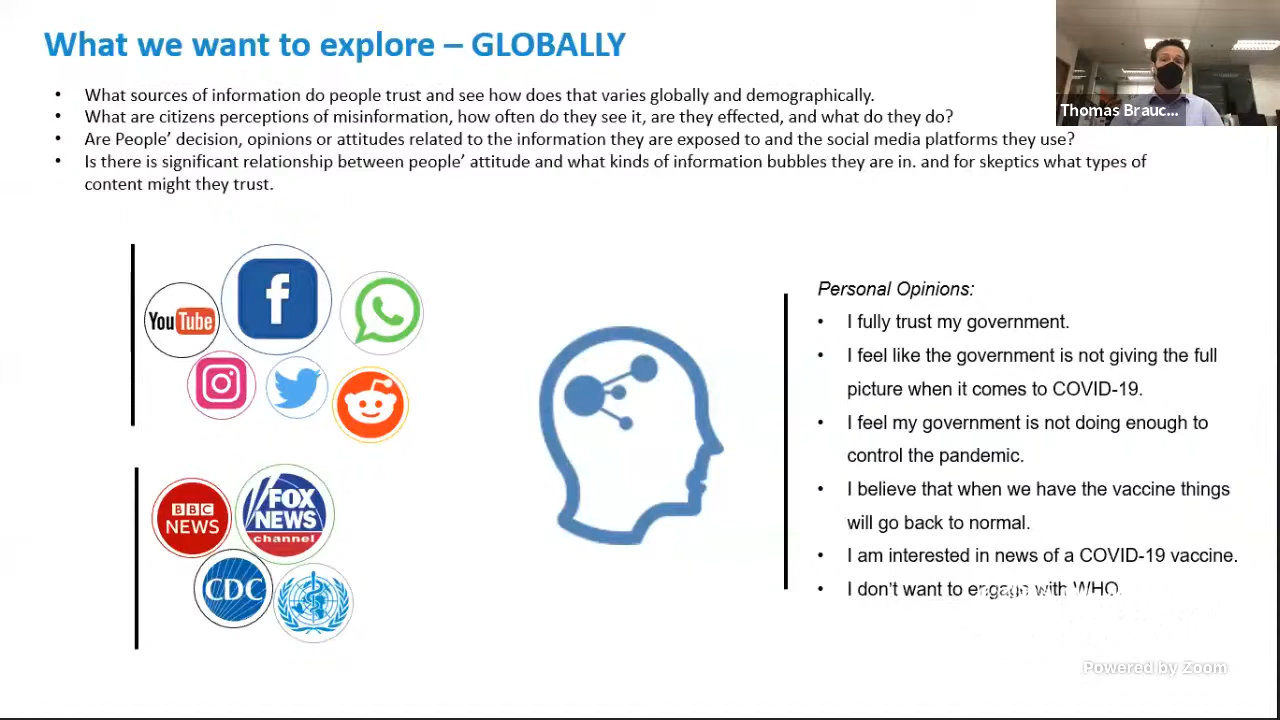 What we want to explore – GLOBALLY
Thomas Brauc...
• What sources of information do people trust and see how does that varies globally and demographically.
• What are citizens perceptions of misinformation, how often do they see it, are they effected, and what do they do?
• Are People’ decision, opinions or attitudes related to the information they are exposed to and the social media platforms they use?
• Is there is significant relationship between people’ attitude and what kinds of information bubbles they are in. and for skeptics what types of
content might they trust.
YouTube
f
BBC
NEWS
FOX
NEWS
channel
CDC
Personal Opinions:
• I fully trust my government.
• I feel like the government is not giving the full
picture when it comes to COVID-19.
• I feel my government is not doing enough to
control the pandemic.
• I believe that when we have the vaccine things
will go back to normal.
• I am interested in news of a COVID-19 vaccine.
• I don’t want to engage with WHO.
Powered by Zoom